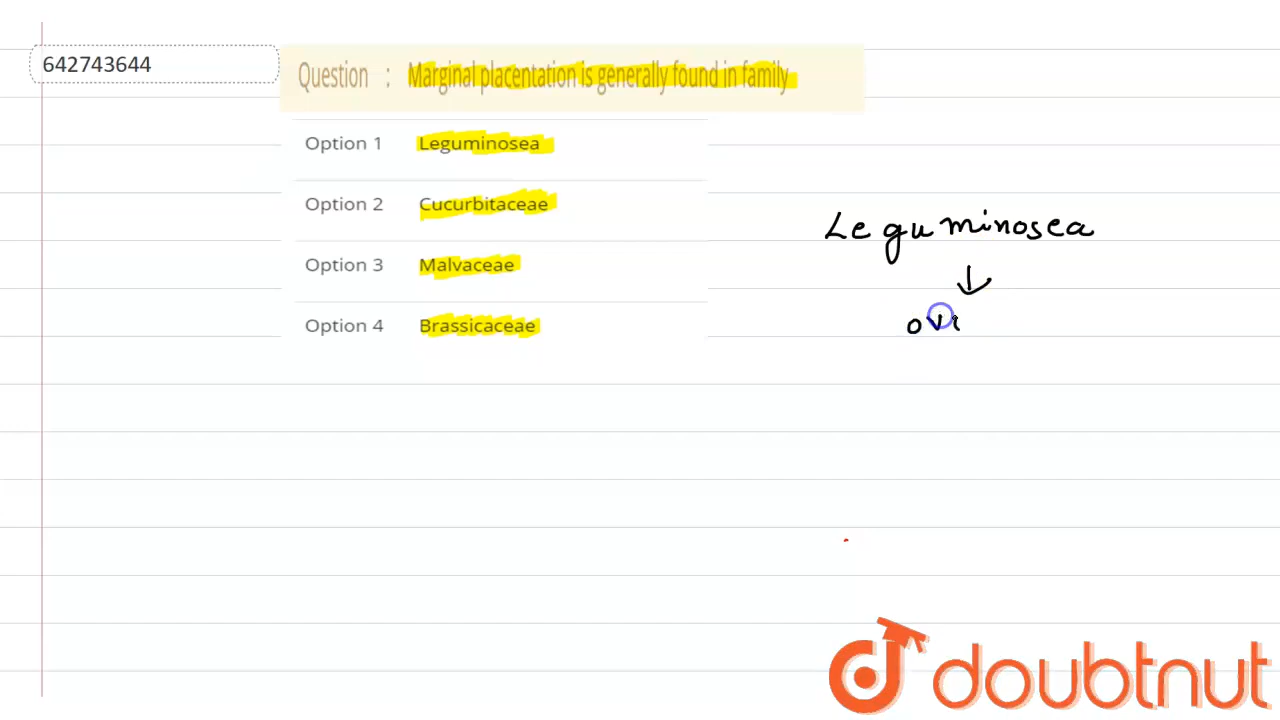 642743644
Question : Marginal placentation is generally found in family
Option 1 Leguminosea
Option 2 Cucurbitaceae
Option 3 Malvaceae
Option 4 Brassicaceae
Leguminosea
doubtnut